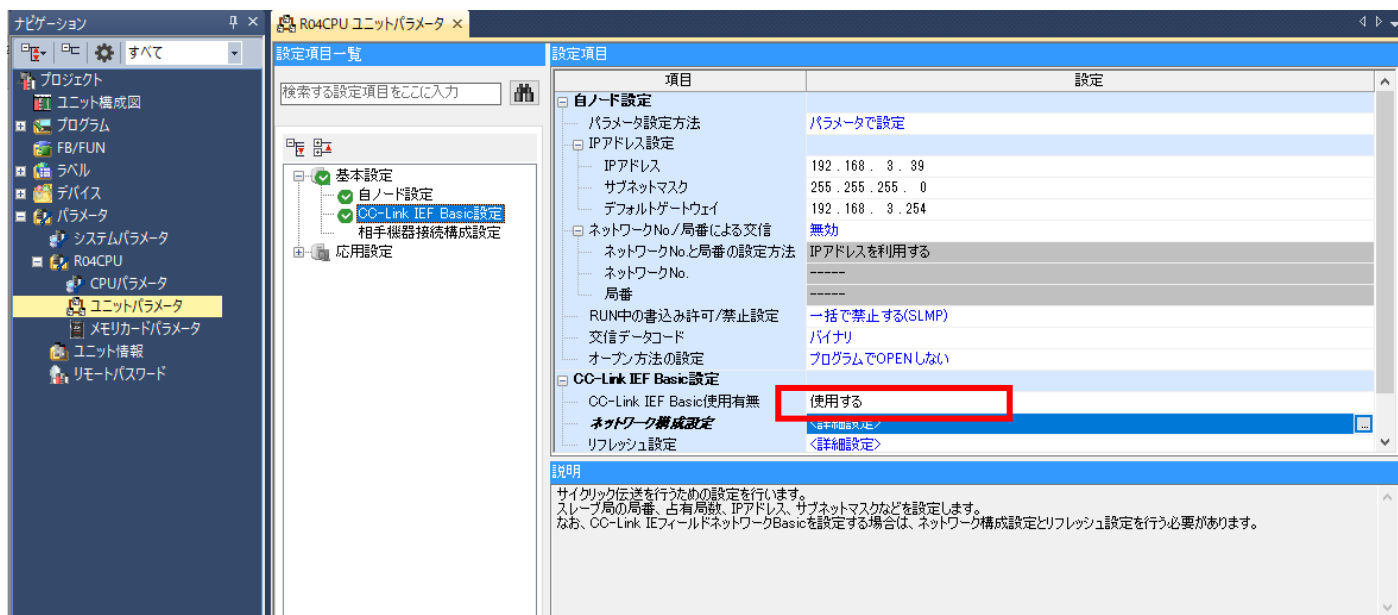 ナビゲーション
R04CPU ユニットパラメータ
すべて
プロジェクト
ユニット構成図
プログラム
FB/FUN
ラベル
デバイス
パラメータ
システムパラメータ
R04CPU
CPUパラメータ
ユニットパラメータ
メモリカードパラメータ
ユニット情報
リモートパスワード
設定項目一覧
検索する設定項目をここに入力
基本設定
自ノード設定
CC-Link IEF Basic設定
相手機器接続構成設定
応用設定
設定項目
項目 設定
自ノード設定
パラメータ設定方法 パラメータで設定
IPアドレス設定
IPアドレス 192 . 168 . 3 . 39
サブネットマスク 255 . 255 . 255 . 0
デフォルトゲートウェイ 192 . 168 . 3 .254
ネットワークNo./局番による交信 無効
ネットワークNo.と局番の設定方法 IPアドレスを利用する
ネットワークNo. -----
局番 -----
RUN中の書込み許可/禁止設定 一括で禁止する(SLMP)
交信データコード バイナリ
オープン方法の設定 プログラムでOPENしない
CC-Link IEF Basic設定
CC-Link IEF Basic使用有無 使用する
ネットワーク構成設定 <詳細設定> ...
リフレッシュ設定 <詳細設定>
説明
サイクリック伝送を行うための設定を行います。
スレーブ局の局番、占有局数、IPアドレス、サブネットマスクなどを設定します。
なお、CC-Link IEフィールドネットワークBasicを設定する場合は、ネットワーク構成設定とリフレッシュ設定を行う必要があります。